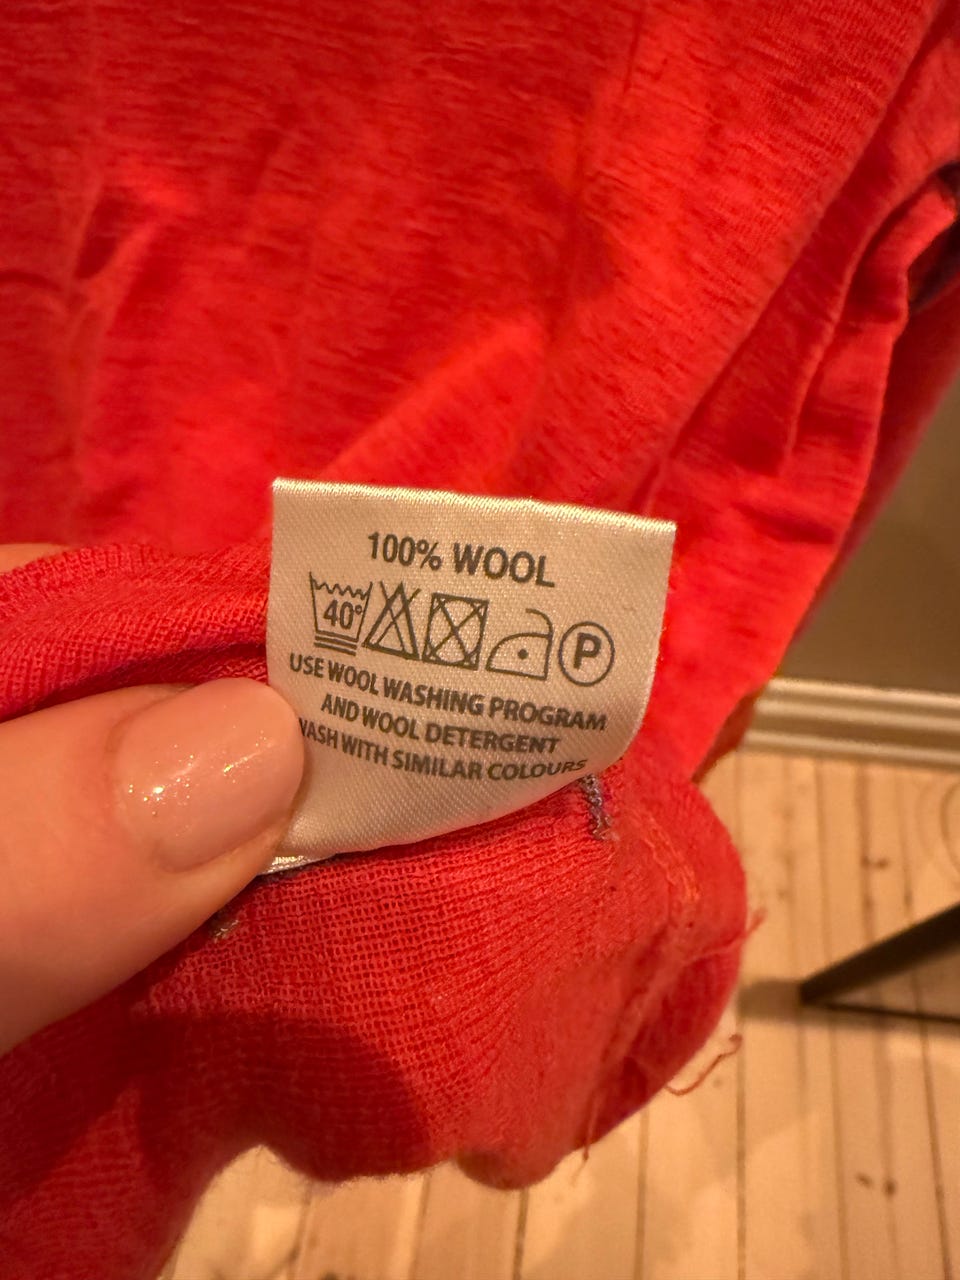 100% WOOL
40° P
USE WOOL WASHING PROGRAM
AND WOOL DETERGENT
WASH WITH SIMILAR COLOURS